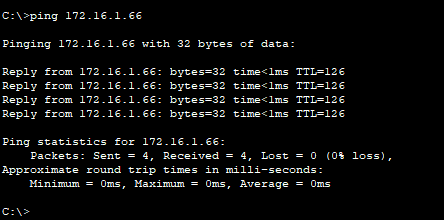 C:\>ping 172.16.1.66
Pinging 172.16.1.66 with 32 bytes of data:
Reply from 172.16.1.66: bytes=32 time<1ms TTL=126
Reply from 172.16.1.66: bytes=32 time<1ms TTL=126
Reply from 172.16.1.66: bytes=32 time<1ms TTL=126
Reply from 172.16.1.66: bytes=32 time<1ms TTL=126
Ping statistics for 172.16.1.66:
    Packets: Sent = 4, Received = 4, Lost = 0 (0% loss),
Approximate round trip times in milli-seconds:
    Minimum = 0ms, Maximum = 0ms, Average = 0ms
C:\>